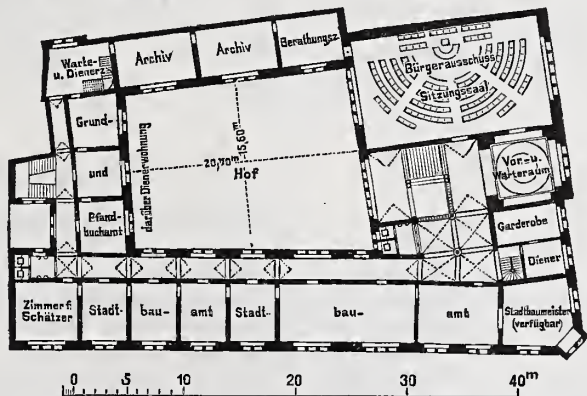 Warte-
u. Dienerz.
Archiv
Archiv
Berathungsz.
Bürgerausschuss
Sitzungssaal
Grund-
und
Pfand-
buchamt
darüber Dienerwohnung
20,70m
15,60m
Hof
Vor- u.
Warteraum
Garderobe
Diener
Zimmer f.
Schätzer
Stadt-
bau-
amt
Stadt-
bau-
amt
Stadtbaumeister
(verfügbar)
0 5 10 20 30 40m